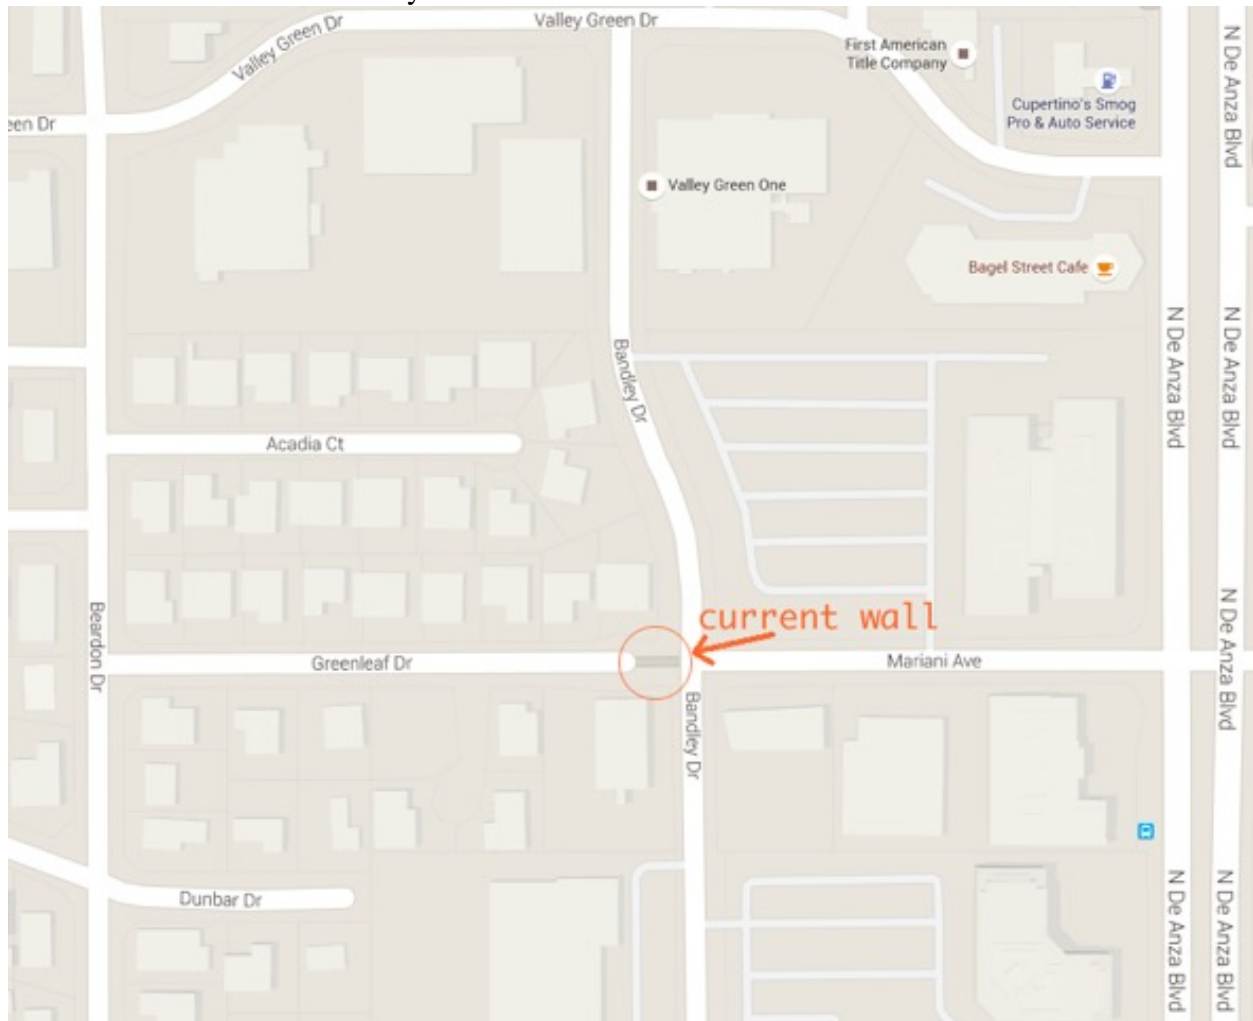 Valley Green Dr
Valley Green Dr
First American
Title Company
Cupertino's Smog
Pro & Auto Service
N De Anza Blvd
een Dr
Valley Green One
Bagel Street Cafe
N De Anza Blvd
N De Anza Blvd
Bandley Dr
Acadia Ct
Beardon Dr
current wall
Greenleaf Dr
Mariani Ave
N De Anza Blvd
Bandley Dr
Dunbar Dr
N De Anza Blvd
N De Anza Blvd